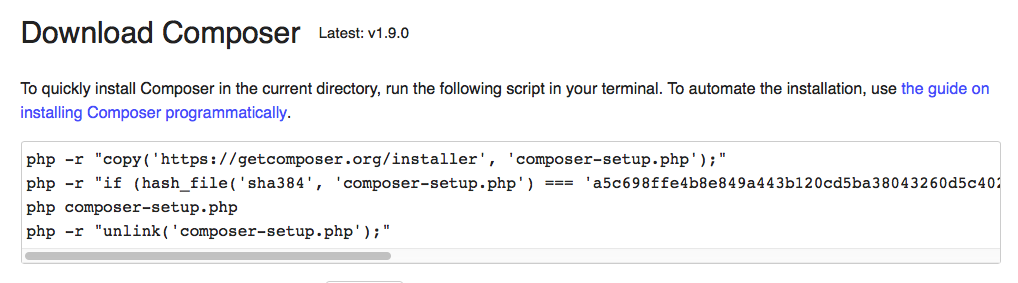 Download Composer Latest: v1.9.0
To quickly install Composer in the current directory, run the following script in your terminal. To automate the installation, use the guide on
installing Composer programmatically.
php -r "copy('https://getcomposer.org/installer', 'composer-setup.php');"
php -r "if (hash_file('sha384', 'composer-setup.php') === 'a5c698ffe4b8e849a443b120cd5ba38043260d5c402
php composer-setup.php
php -r "unlink('composer-setup.php');"